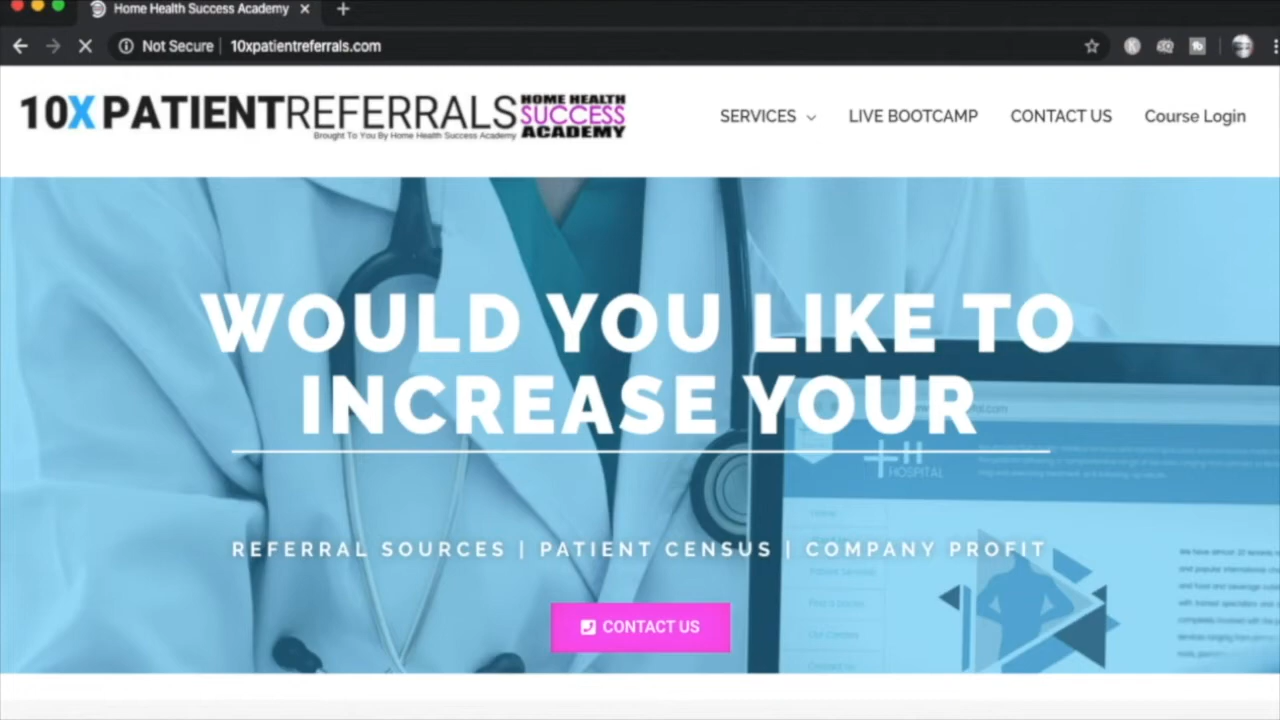 Home Health Success Academy
Not Secure
10xpatientreferrals.com
10X PATIENTREFERRALS
Brought To You By Home Health Success Academy
HOME HEALTH
SUCCESS
ACADEMY
SERVICES
LIVE BOOTCAMP
CONTACT US
Course Login
WOULD YOU LIKE TO
INCREASE YOUR
HOSPITAL
REFERRAL SOURCES | PATIENT CENSUS | COMPANY PROFIT
CONTACT US